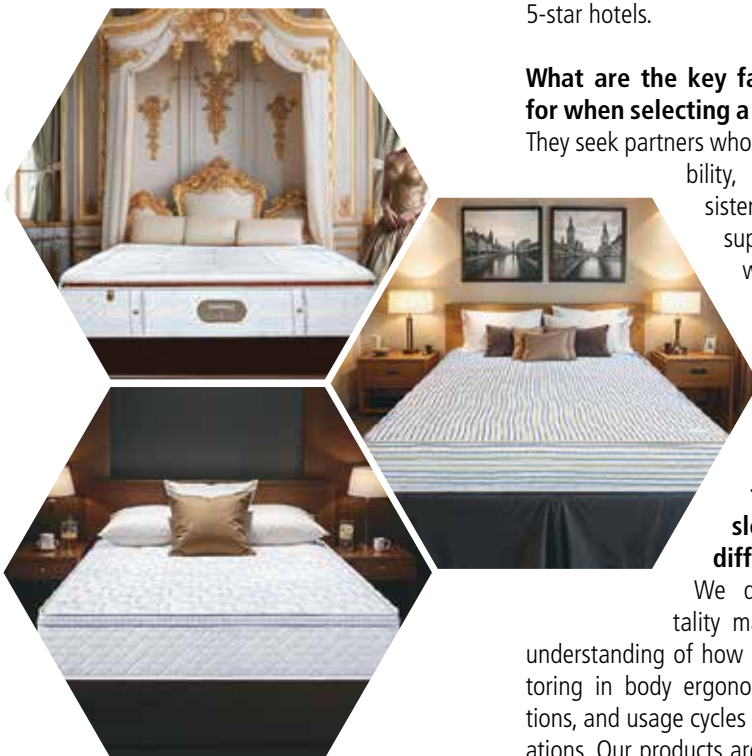 5-star hotels.
What are the key fa
for when selecting a
They seek partners who
bility,
sister
sup
w
sle
diff
We d
tality ma
understanding of how
toring in body ergono
tions, and usage cycles
ations. Our products are